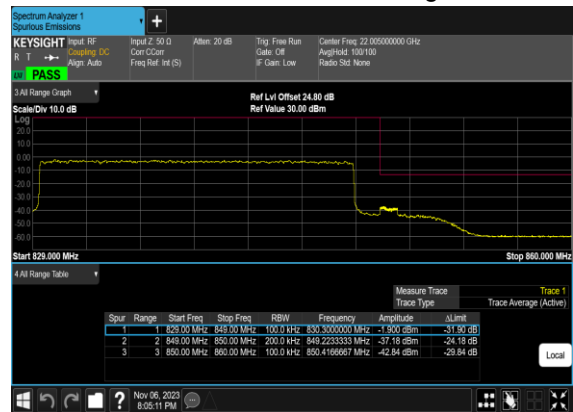 Spectrum Analyzer 1
Spurious Emissions
+
KEYSIGHT Input: RF Input Z: 50 Ω Atten: 20 dB Trig: Free Run Center Freq: 22.005000000 GHz
R T Coupling: DC Corr CCorr Gate: Off Avg|Hold: 100/100
Align: Auto Freq Ref: Int (S) IF Gain: Low Radio Std: None
PASS
3 All Range Graph
Ref Lvl Offset 24.80 dB
Scale/Div 10.0 dB Ref Value 30.00 dBm
Log
20.0
10.0
0.00
-10.0
-20.0
-30.0
-40.0
-50.0
-60.0
Start 829.000 MHz Stop 860.000 MHz
4 All Range Table
Measure Trace Trace 1
Trace Type Trace Average (Active)
Spur Range Start Freq Stop Freq RBW Frequency Amplitude ΔLimit
1 1 829.00 MHz 849.00 MHz 100.0 kHz 830.3000000 MHz -1.900 dBm -31.90 dB
2 2 849.00 MHz 850.00 MHz 200.0 kHz 849.2233333 MHz -37.18 dBm -24.18 dB
3 3 850.00 MHz 860.00 MHz 100.0 kHz 850.4166667 MHz -42.84 dBm -29.84 dB
Local
? Nov 06, 2023
8:05:11 PM